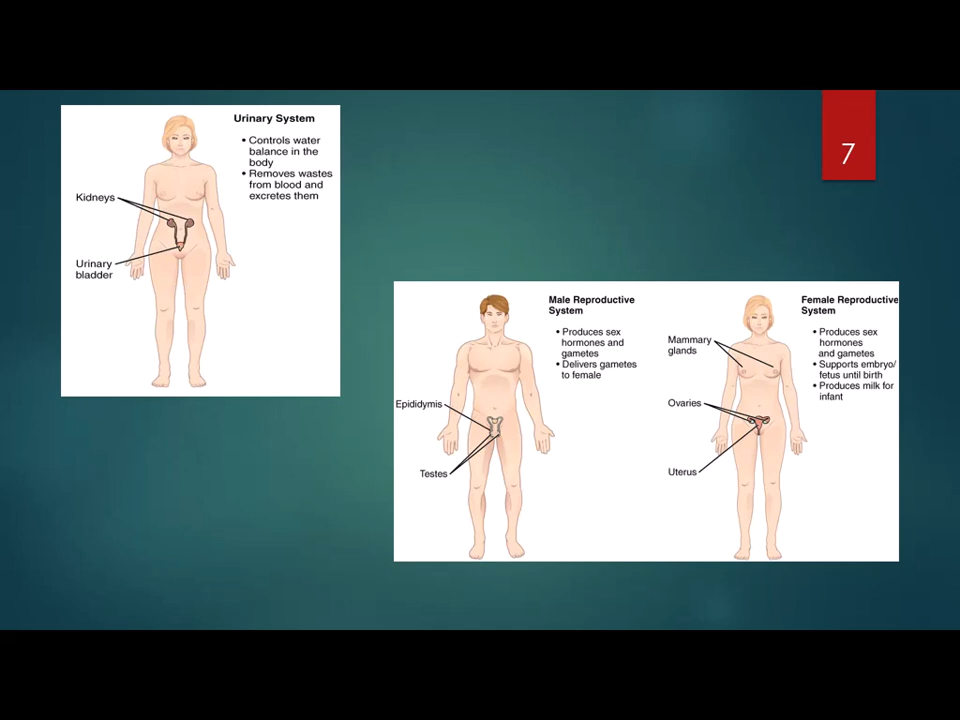 7
Urinary System
• Controls water
balance in the
body
• Removes wastes
from blood and
excretes them
Kidneys
Urinary
bladder
Male Reproductive
System
• Produces sex
hormones and
gametes
• Delivers gametes
to female
Epididymis
Testes
Female Reproductive
System
• Produces sex
hormones
and gametes
• Supports embryo/
fetus until birth
• Produces milk for
infant
Mammary
glands
Ovaries
Uterus